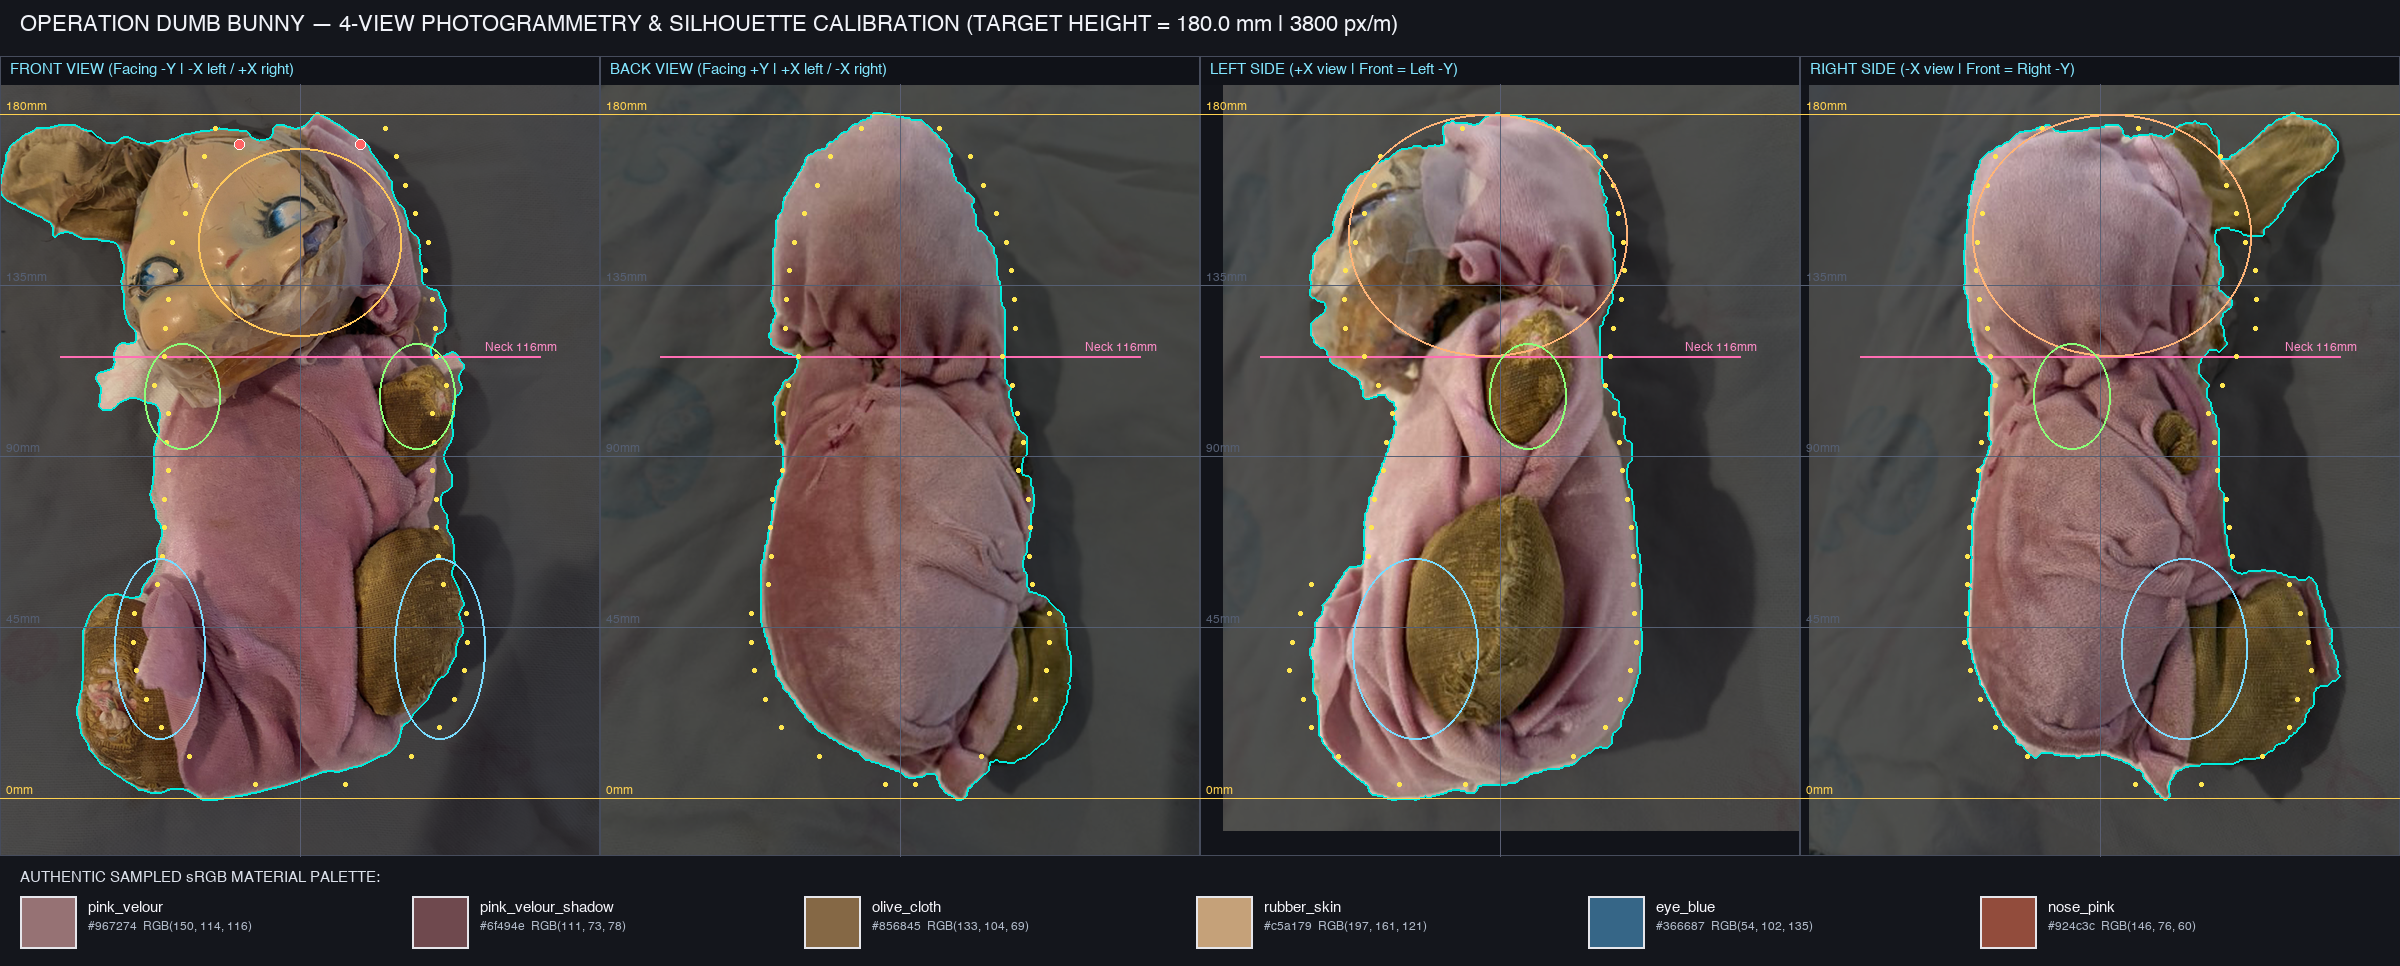 OPERATION DUMB BUNNY — 4-VIEW PHOTOGRAMMETRY & SILHOUETTE CALIBRATION (TARGET HEIGHT = 180.0 mm | 3800 px/m)
FRONT VIEW (Facing -Y | -X left / +X right)
BACK VIEW (Facing +Y | +X left / -X right)
LEFT SIDE (+X view | Front = Left -Y)
RIGHT SIDE (-X view | Front = Right -Y)
180mm
180mm
180mm
180mm
135mm
135mm
135mm
135mm
Neck 116mm
Neck 116mm
Neck 116mm
Neck 116mm
90mm
90mm
90mm
90mm
45mm
45mm
45mm
45mm
0mm
0mm
0mm
0mm
AUTHENTIC SAMPLED sRGB MATERIAL PALETTE:
pink_velour
#967274 RGB(150, 114, 116)
pink_velour_shadow
#6f494e RGB(111, 73, 78)
olive_cloth
#856845 RGB(133, 104, 69)
rubber_skin
#c5a179 RGB(197, 161, 121)
eye_blue
#366687 RGB(54, 102, 135)
nose_pink
#924c3c RGB(146, 76, 60)